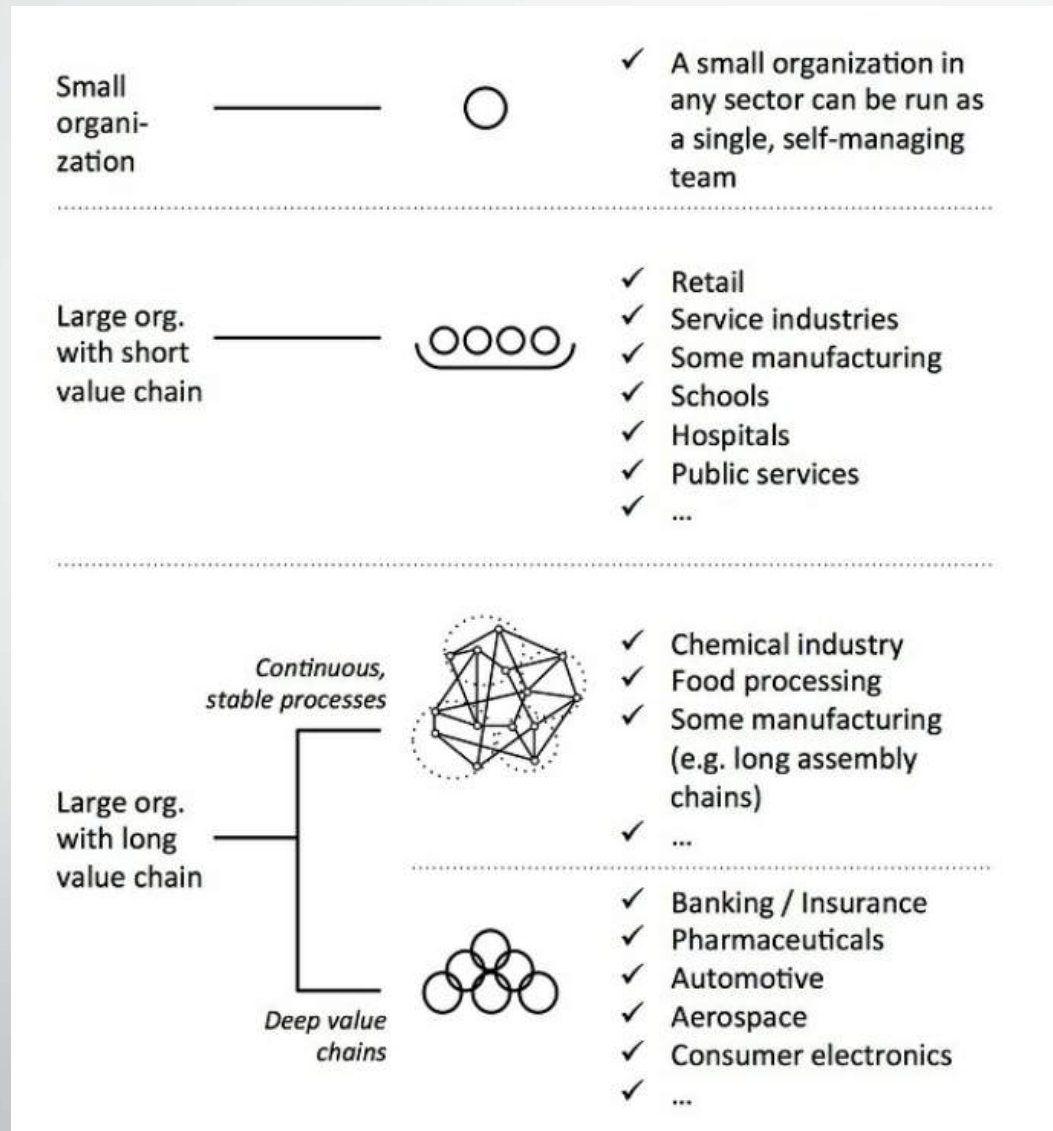 Small
organi-
zation
✓ A small organization in
any sector can be run as
a single, self-managing
team
Large org.
with short
value chain
✓ Retail
✓ Service industries
✓ Some manufacturing
✓ Schools
✓ Hospitals
✓ Public services
✓ ...
Large org.
with long
value chain
Continuous,
stable processes
✓ Chemical industry
✓ Food processing
✓ Some manufacturing
(e.g. long assembly
chains)
✓ ...
Deep value
chains
✓ Banking / Insurance
✓ Pharmaceuticals
✓ Automotive
✓ Aerospace
✓ Consumer electronics
✓ ...